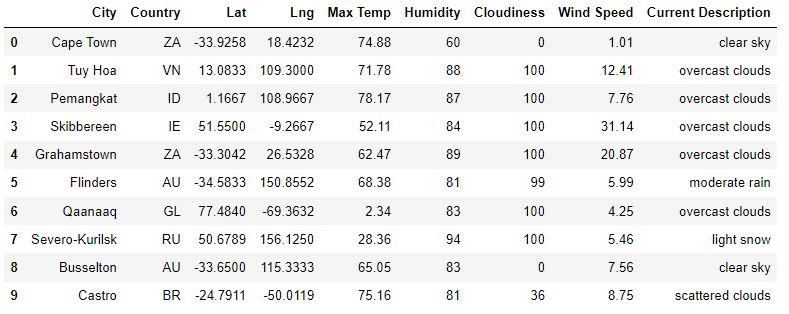 City Country Lat Lng Max Temp Humidity Cloudiness Wind Speed Current Description
0 Cape Town ZA -33.9258 18.4232 74.88 60 0 1.01 clear sky
1 Tuy Hoa VN 13.0833 109.3000 71.78 88 100 12.41 overcast clouds
2 Pemangkat ID 1.1667 108.9667 78.17 87 100 7.76 overcast clouds
3 Skibbereen IE 51.5500 -9.2667 52.11 84 100 31.14 overcast clouds
4 Grahamstown ZA -33.3042 26.5328 62.47 89 100 20.87 overcast clouds
5 Flinders AU -34.5833 150.8552 68.38 81 99 5.99 moderate rain
6 Qaanaaq GL 77.4840 -69.3632 2.34 83 100 4.25 overcast clouds
7 Severo-Kurilsk RU 50.6789 156.1250 28.36 94 100 5.46 light snow
8 Busselton AU -33.6500 115.3333 65.05 83 0 7.56 clear sky
9 Castro BR -24.7911 -50.0119 75.16 81 36 8.75 scattered clouds